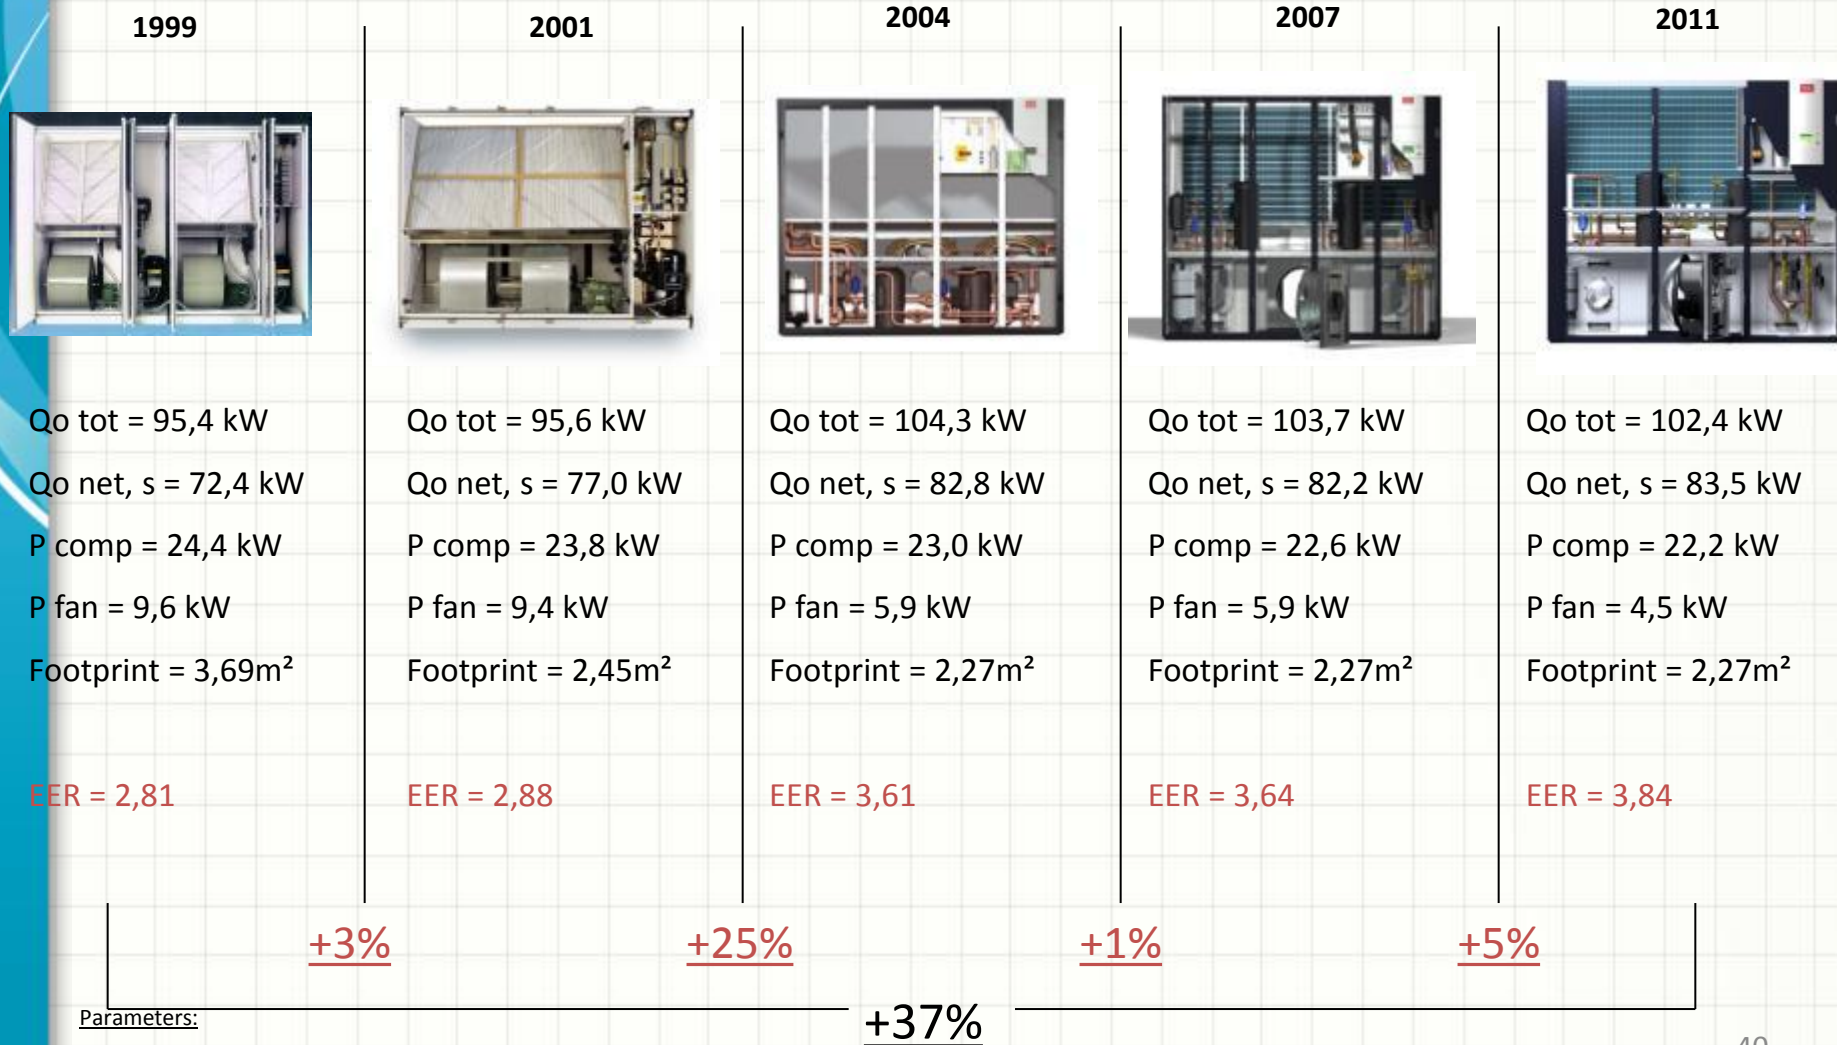 1999
2001
2004
2007
2011
Qo tot = 95,4 kW
Qo net, s = 72,4 kW
P comp = 24,4 kW
P fan = 9,6 kW
Footprint = 3,69m²
EER = 2,81
Qo tot = 95,6 kW
Qo net, s = 77,0 kW
P comp = 23,8 kW
P fan = 9,4 kW
Footprint = 2,45m²
EER = 2,88
Qo tot = 104,3 kW
Qo net, s = 82,8 kW
P comp = 23,0 kW
P fan = 5,9 kW
Footprint = 2,27m²
EER = 3,61
Qo tot = 103,7 kW
Qo net, s = 82,2 kW
P comp = 22,6 kW
P fan = 5,9 kW
Footprint = 2,27m²
EER = 3,64
Qo tot = 102,4 kW
Qo net, s = 83,5 kW
P comp = 22,2 kW
P fan = 4,5 kW
Footprint = 2,27m²
EER = 3,84
+3%
+25%
+1%
+5%
+37%
Parameters: